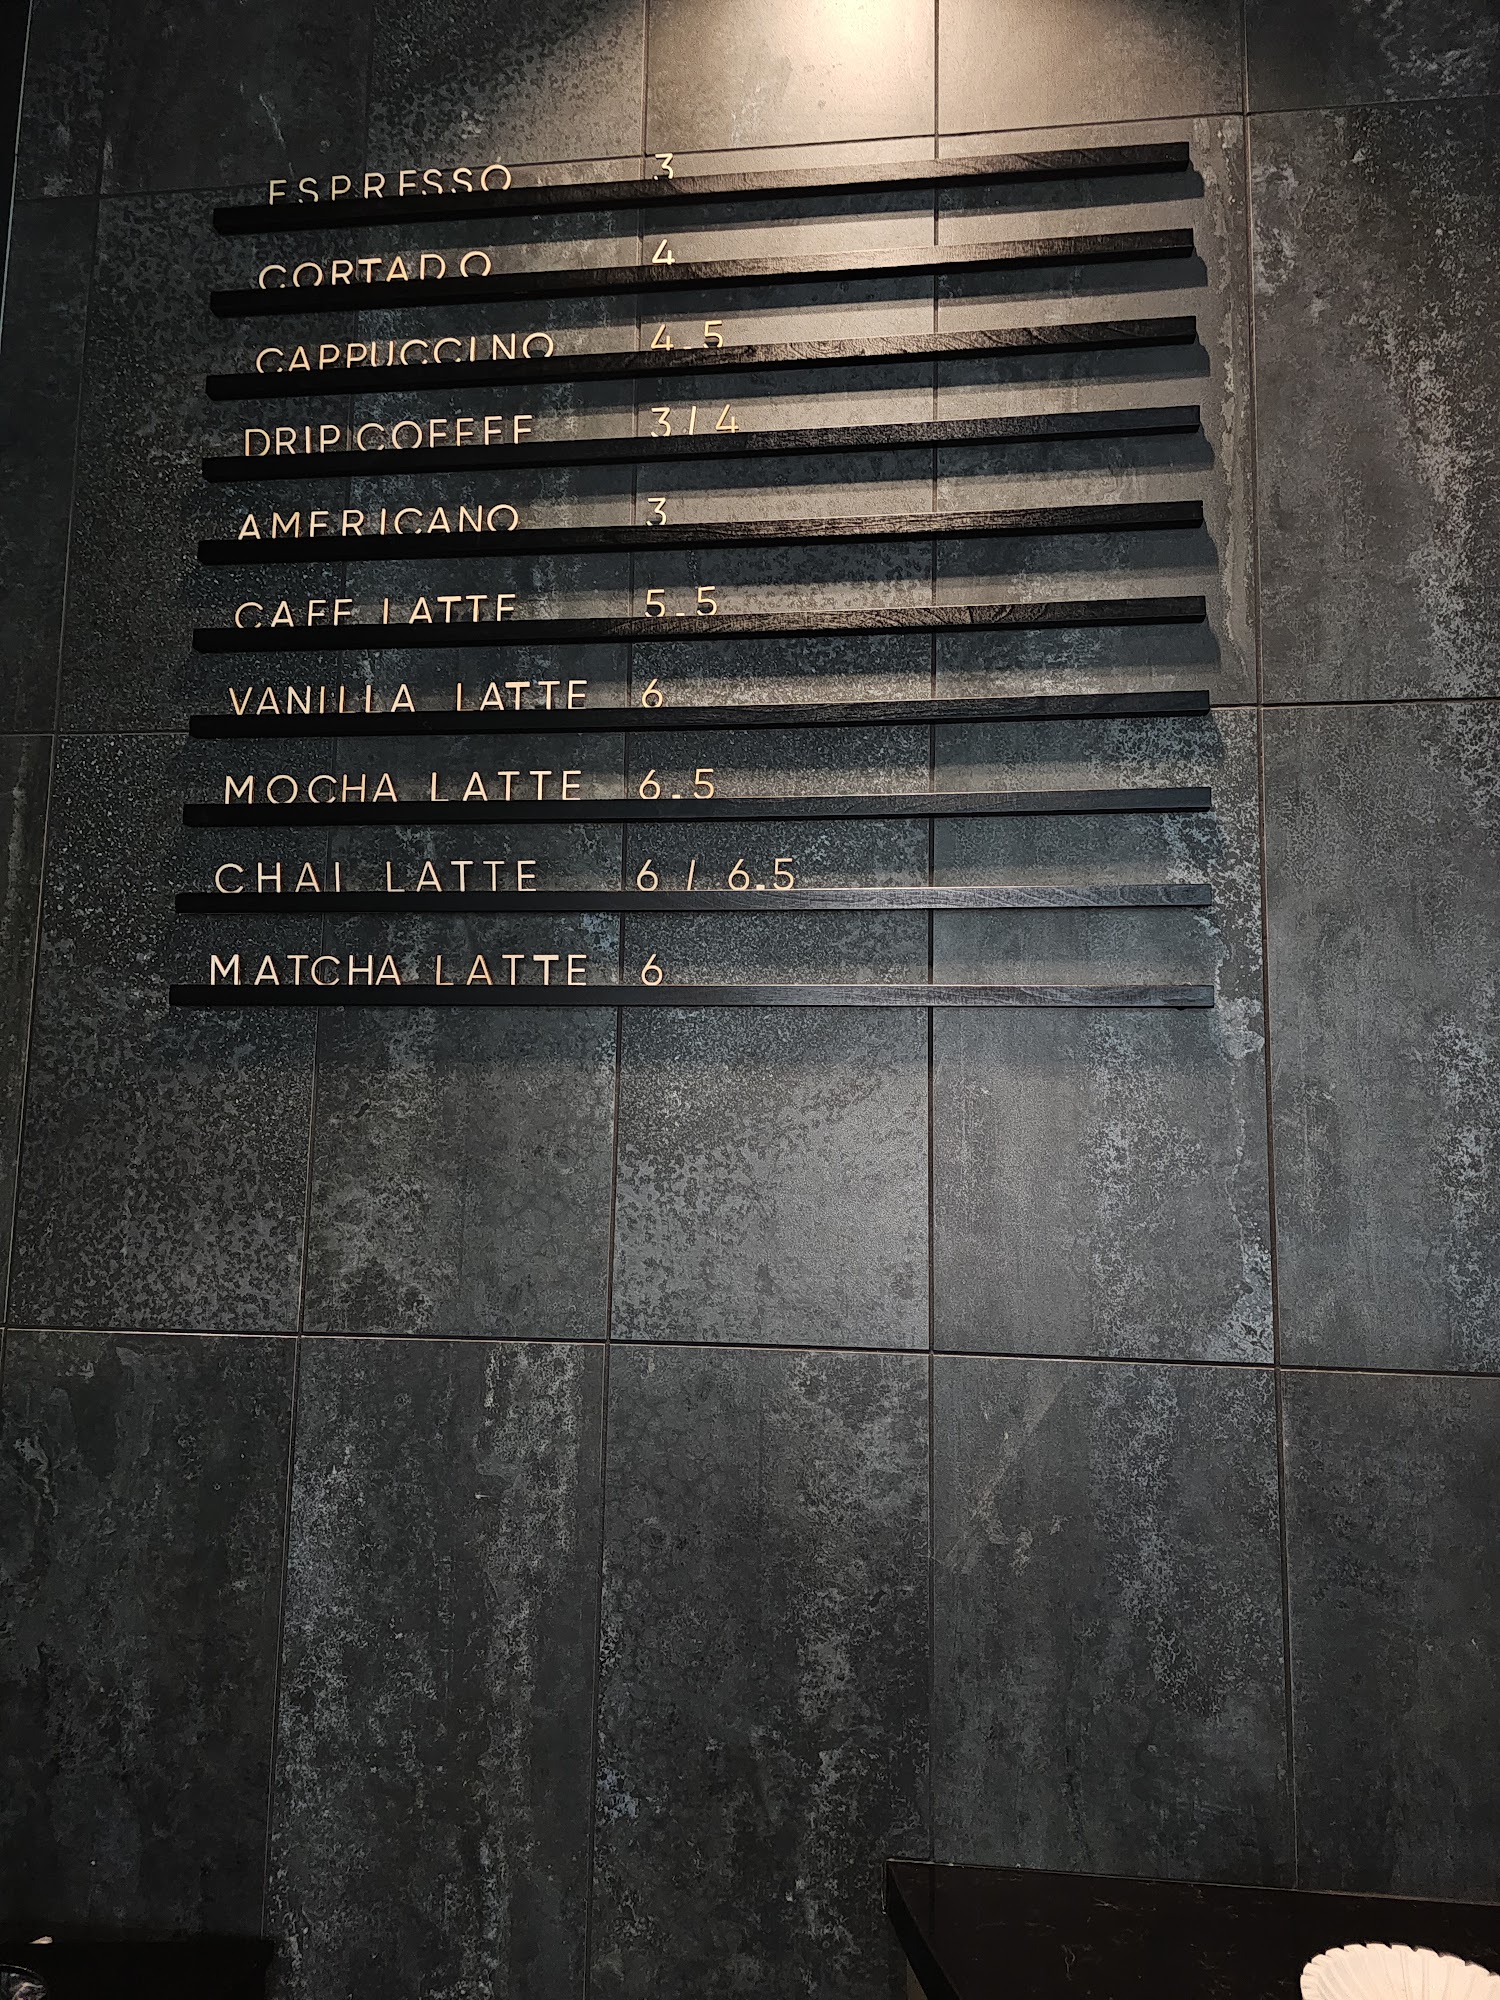 ESPRESSO 3
CORTADO 4
CAPPUCCINO 4.5
DRIP COFFEE 3/4
AMERICANO 3
CAFE LATTE 5.5
VANILLA LATTE 6
MOCHA LATTE 6.5
CHAI LATTE 6 / 6.5
MATCHA LATTE 6